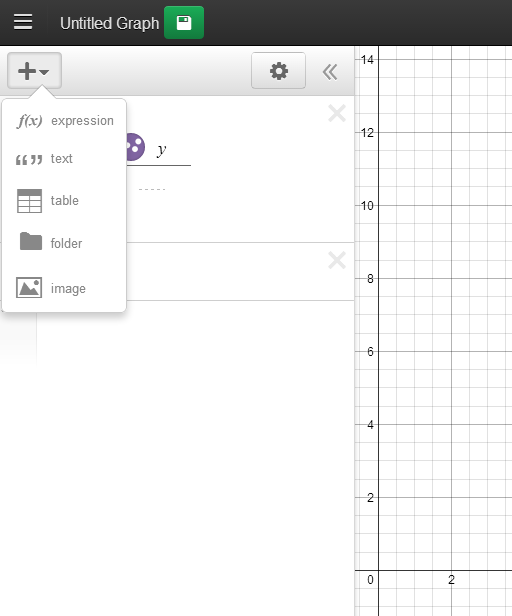 Untitled Graph
f(x) expression
"" text
table
folder
image
y
14
12
10
8
6
4
2
0
2